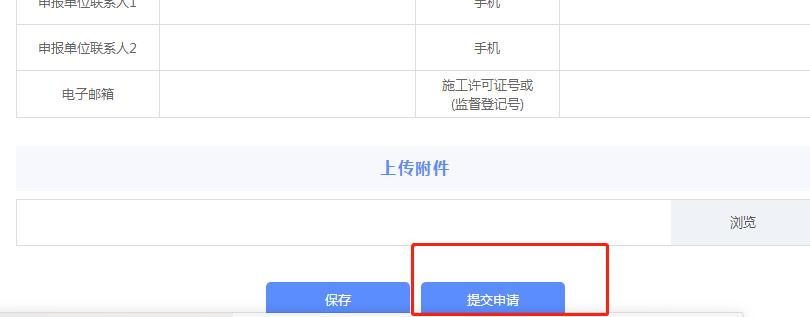 申报单位联系人1 手机
申报单位联系人2 手机
电子邮箱 施工许可证号或
(监督登记号)
上传附件
浏览
保存 提交申请